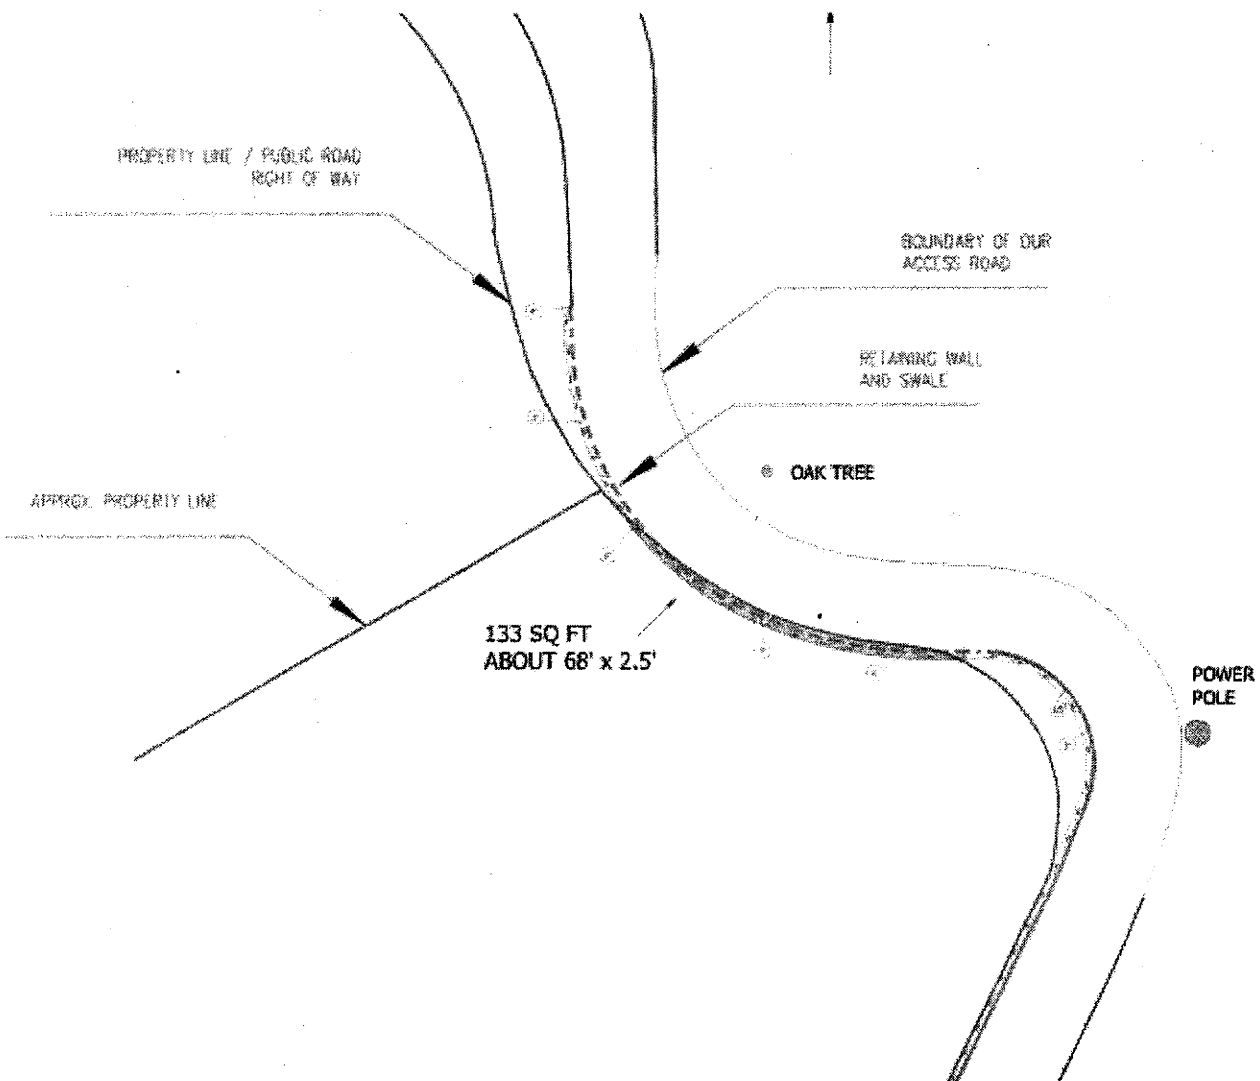 PROPERTY LINE / PUBLIC ROAD
RIGHT OF WAY
BOUNDARY OF OUR
ACCESS ROAD
RETAINING WALL
AND SWALE
OAK TREE
APPROX. PROPERTY LINE
133 SQ FT
ABOUT 68' x 2.5'
POWER
POLE